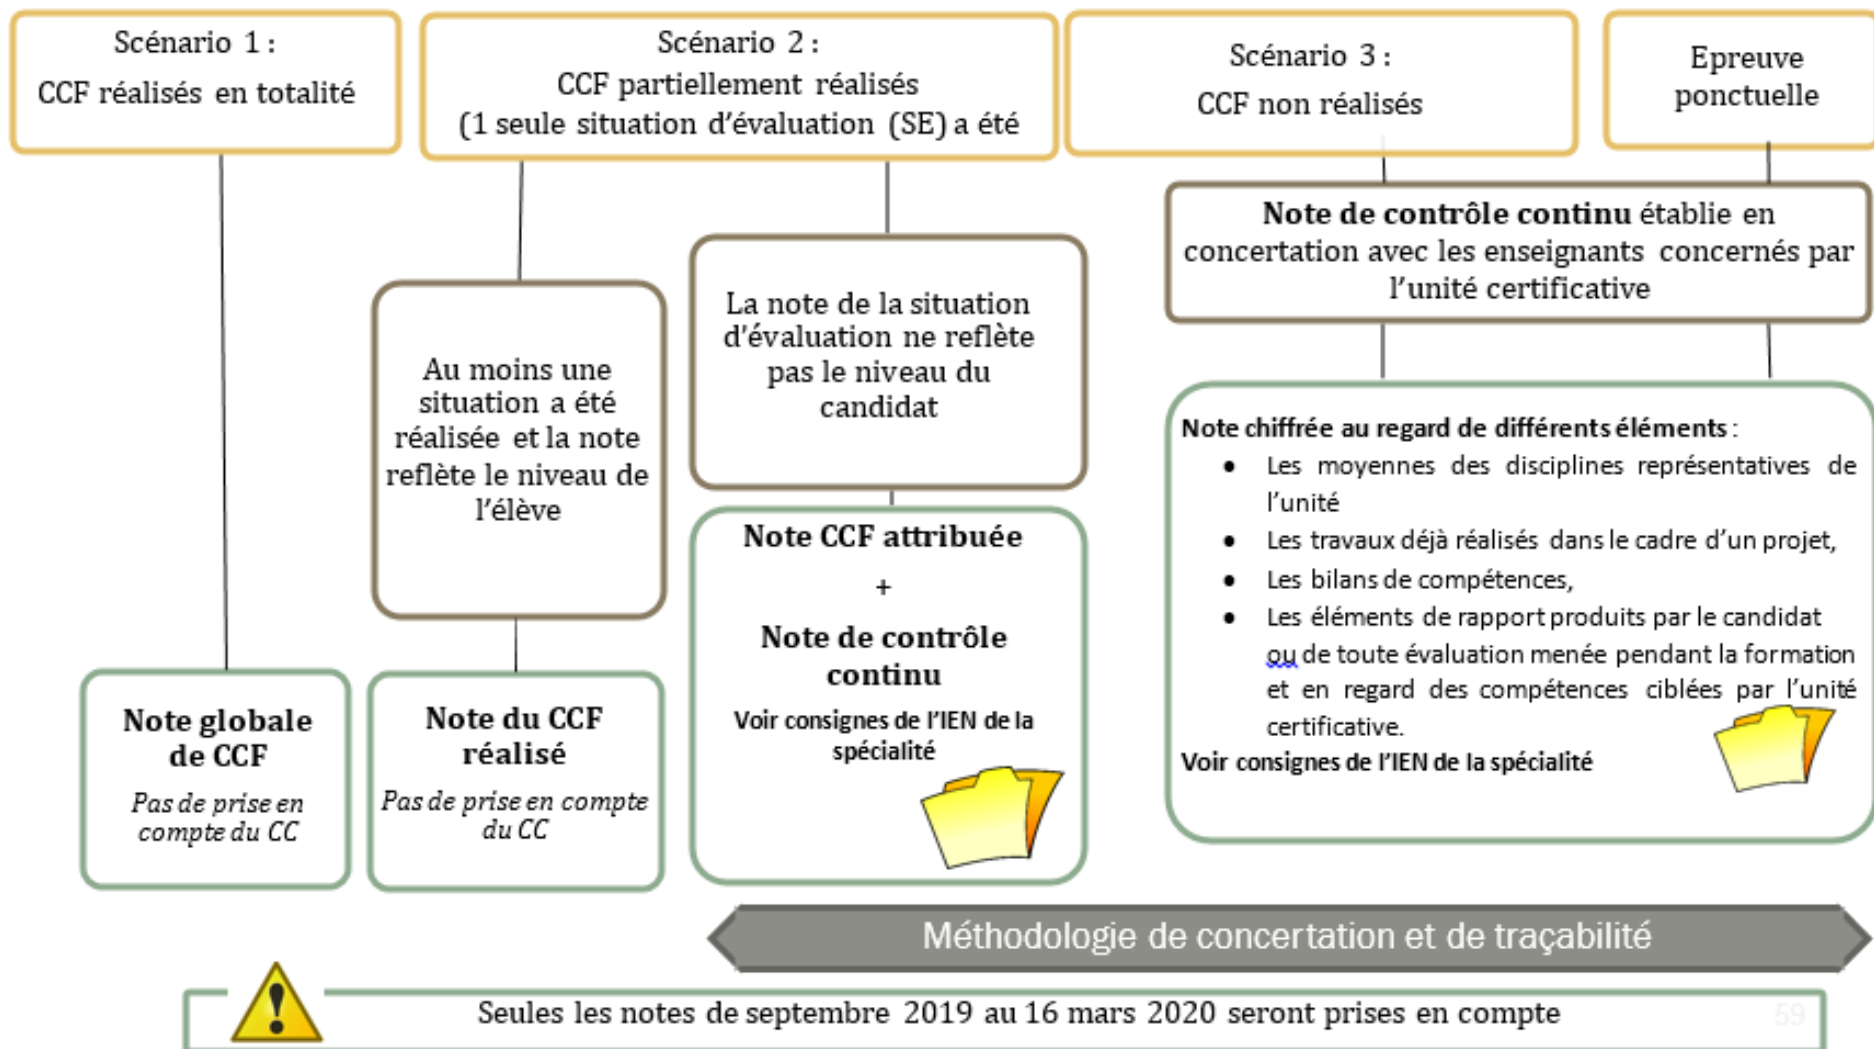 Scénario 1 :
CCF réalisés en totalité
Scénario 2 :
CCF partiellement réalisés
(1 seule situation d'évaluation (SE) a été
Scénario 3 :
CCF non réalisés
Epreuve
ponctuelle
Note de contrôle continu établie en
concertation avec les enseignants concernés par
l'unité certificative
Au moins une
situation a été
réalisée et la note
reflète le niveau de
l'élève
La note de la situation
d'évaluation ne reflète
pas le niveau du
candidat
Note globale
de CCF
Pas de prise en
compte du CC
Note du CCF
réalisé
Pas de prise en compte
du CC
Note CCF attribuée
+
Note de contrôle
continu
Voir consignes de l'IEN de la
spécialité
Note chiffrée au regard de différents éléments :
• Les moyennes des disciplines représentatives de
l'unité
• Les travaux déjà réalisés dans le cadre d'un projet,
• Les bilans de compétences,
• Les éléments de rapport produits par le candidat
ou de toute évaluation menée pendant la formation
et en regard des compétences ciblées par l'unité
certificative.
Voir consignes de l'IEN de la spécialité
Méthodologie de concertation et de traçabilité
!
Seules les notes de septembre 2019 au 16 mars 2020 seront prises en compte
59